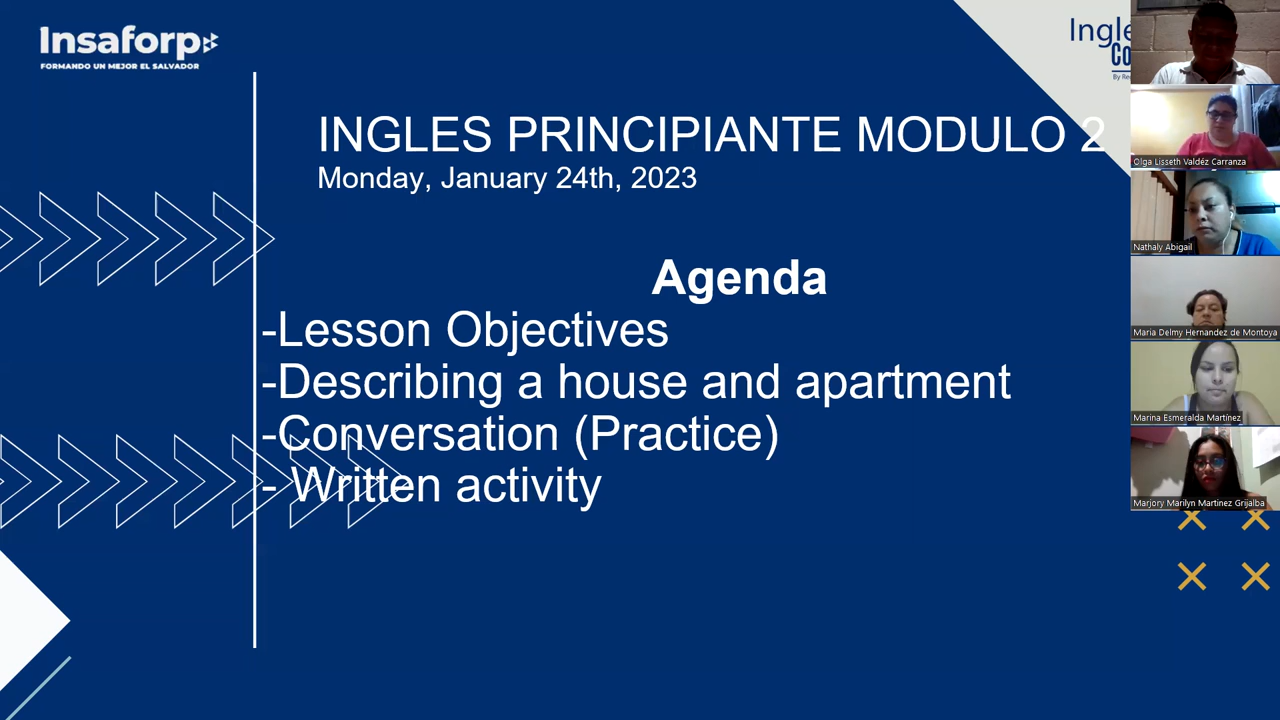 Insaforp
FORMANDO UN MEJOR EL SALVADOR
INGLES PRINCIPIANTE MODULO 2
Monday, January 24th, 2023
Agenda
-Lesson Objectives
-Describing a house and apartment
-Conversation (Practice)
- Written activity
Olga Lisseth Valdéz Carranza
Nathaly Abigail
Maria Delmy Hernandez de Montoya
Marina Esmeralda Martínez
Marjory Marilyn Martinez Grijalba